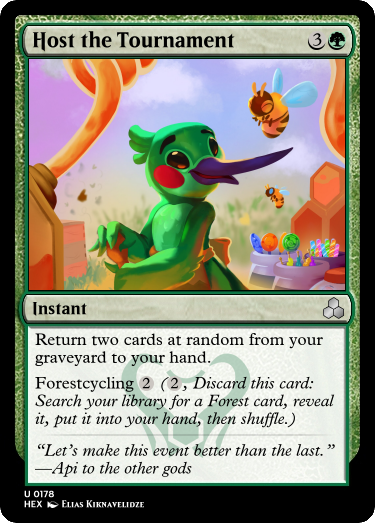 Host the Tournament 3
Instant
Return two cards at random from your
graveyard to your hand.
Forestcycling 2 (2, Discard this card:
Search your library for a Forest card, reveal
it, put it into your hand, then shuffle.)
“Let’s make this event better than the last.”
—Api to the other gods
U 0178
HEX Elias Kiknavelidze